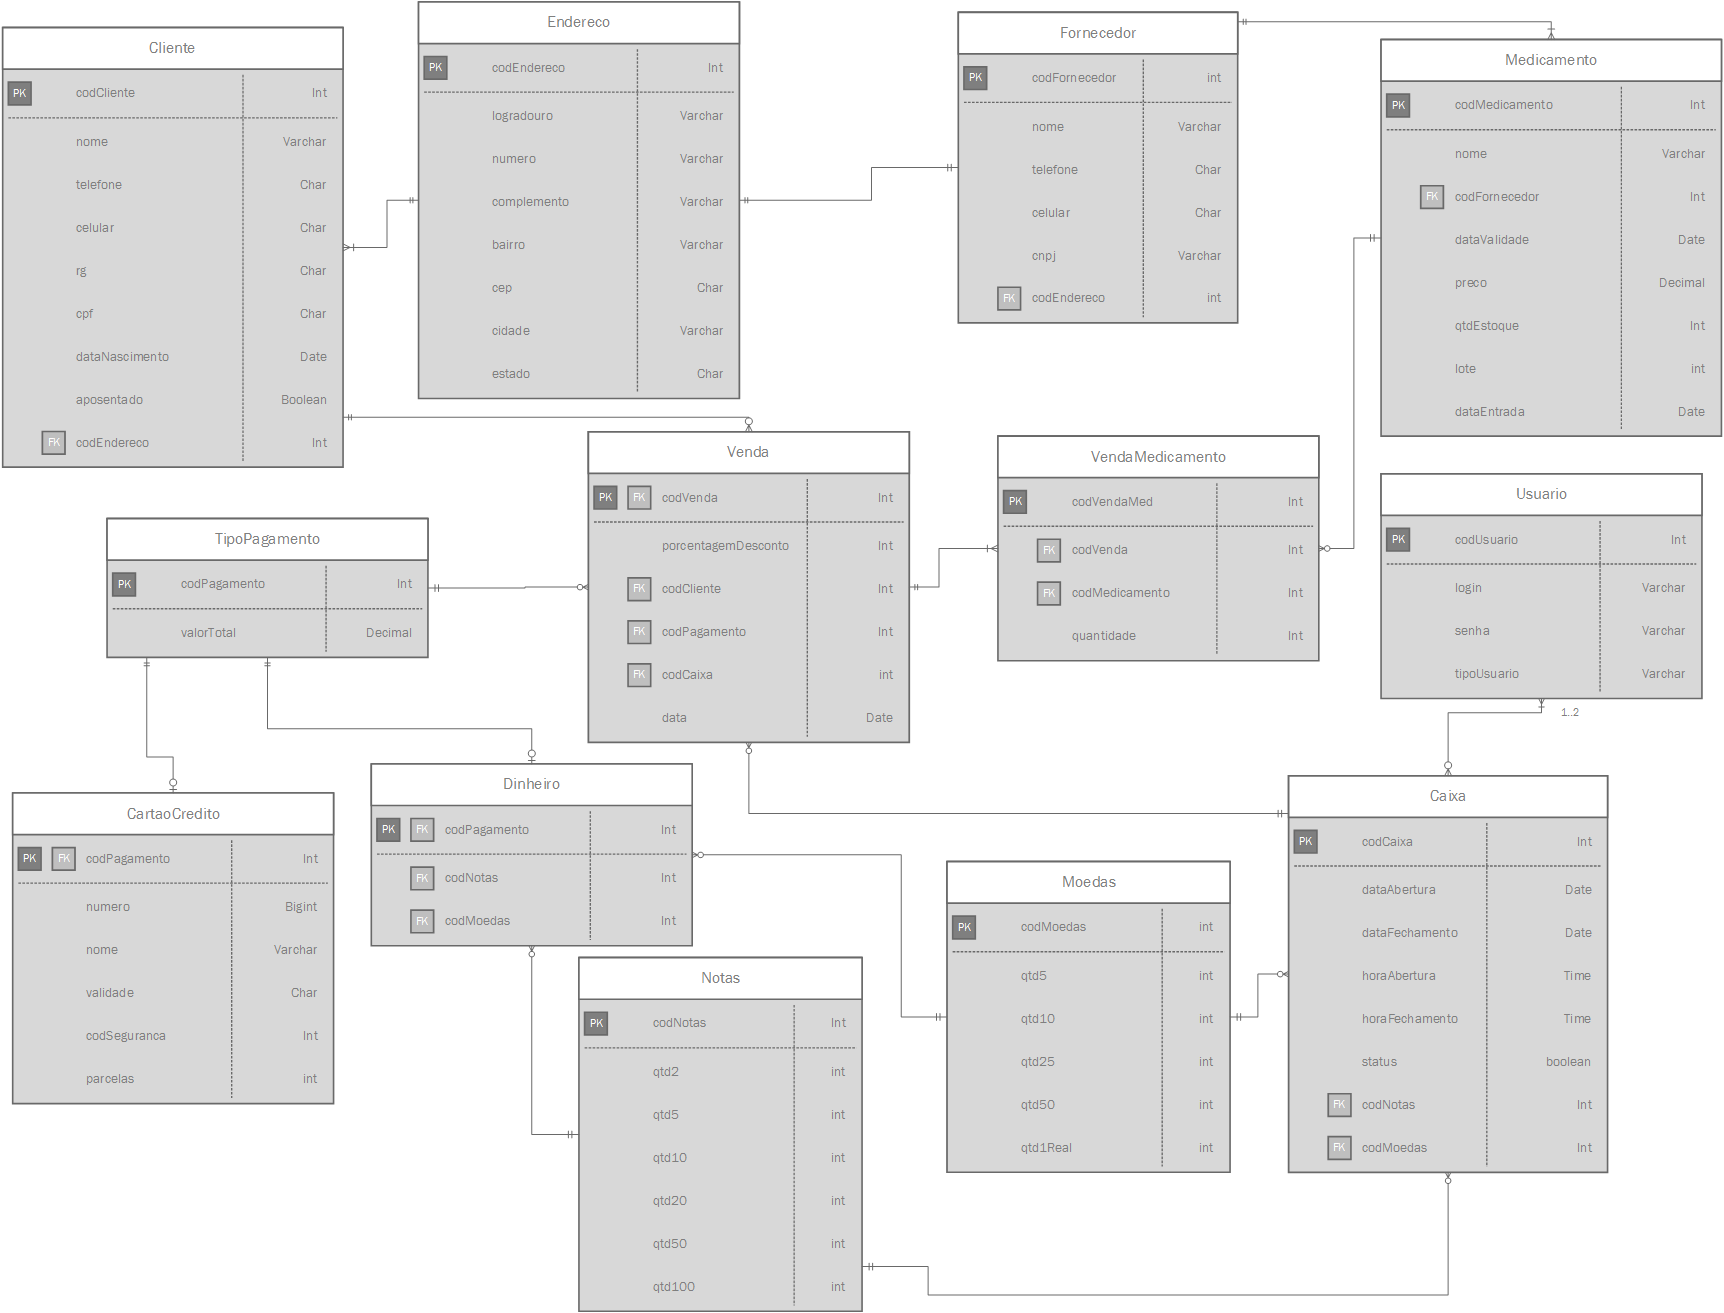 Cliente
PK codCliente Int
nome Varchar
telefone Char
celular Char
rg Char
cpf Char
dataNascimento Date
aposentado Boolean
FK codEndereco Int
Endereco
PK codEndereco Int
logradouro Varchar
numero Varchar
complemento Varchar
bairro Varchar
cep Char
cidade Varchar
estado Char
Fornecedor
PK codFornecedor int
nome Varchar
telefone Char
celular Char
cnpj Varchar
FK codEndereco int
Medicamento
PK codMedicamento Int
nome Varchar
FK codFornecedor Int
dataValidade Date
preco Decimal
qtdEstoque Int
lote int
dataEntrada Date
Venda
PK FK codVenda Int
porcentagemDesconto Int
FK codCliente Int
FK codPagamento Int
FK codCaixa int
data Date
VendaMedicamento
PK codVendaMed Int
FK codVenda Int
FK codMedicamento Int
quantidade Int
Usuario
PK codUsuario Int
login Varchar
senha Varchar
tipoUsuario Varchar
1..2
TipoPagamento
PK codPagamento Int
valorTotal Decimal
CartaoCredito
PK FK codPagamento Int
numero Bigint
nome Varchar
validade Char
codSeguranca Int
parcelas int
Dinheiro
PK FK codPagamento Int
FK codNotas Int
FK codMoedas Int
Notas
PK codNotas Int
qtd2 int
qtd5 int
qtd10 int
qtd20 int
qtd50 int
qtd100 int
Moedas
PK codMoedas int
qtd5 int
qtd10 int
qtd25 int
qtd50 int
qtd1Real int
Caixa
PK codCaixa Int
dataAbertura Date
dataFechamento Date
horaAbertura Time
horaFechamento Time
status boolean
FK codNotas Int
FK codMoedas Int